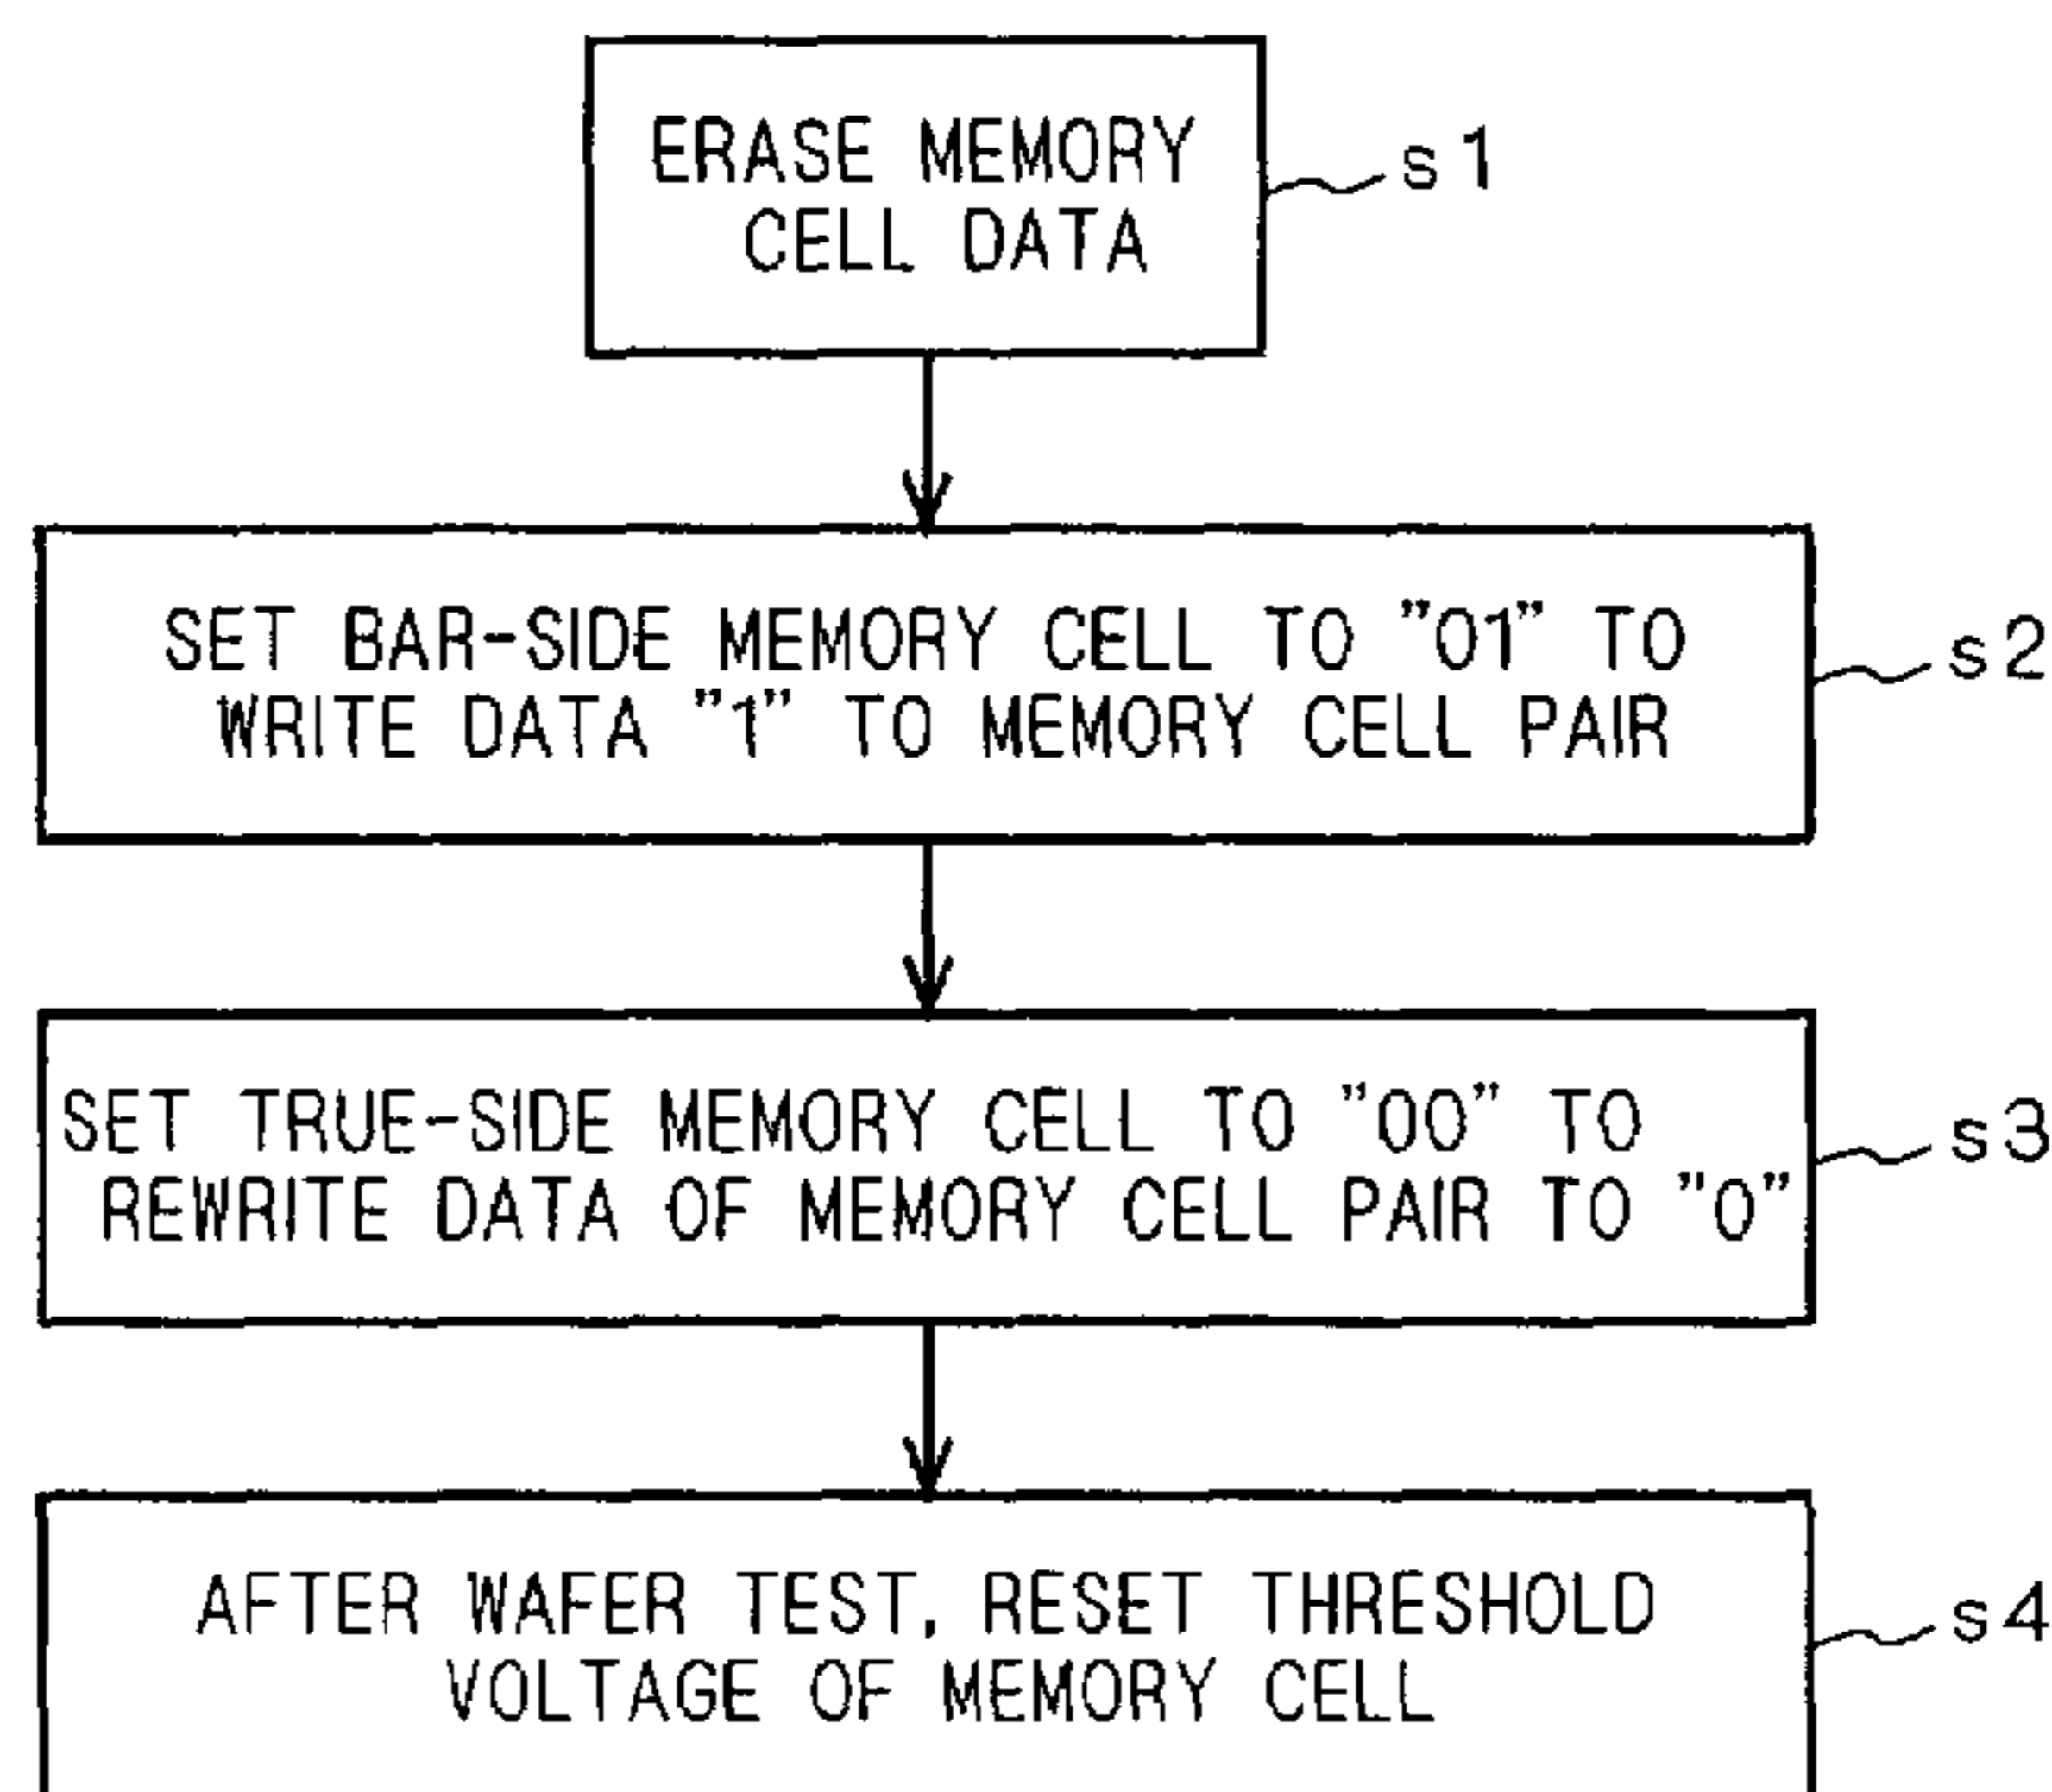 ERASE MEMORY
CELL DATA
s1
SET BAR-SIDE MEMORY CELL TO "01" TO
WRITE DATA "1" TO MEMORY CELL PAIR
s2
SET TRUE-SIDE MEMORY CELL TO "00" TO
REWRITE DATA OF MEMORY CELL PAIR TO "0"
s3
AFTER WAFER TEST, RESET THRESHOLD
VOLTAGE OF MEMORY CELL
s4